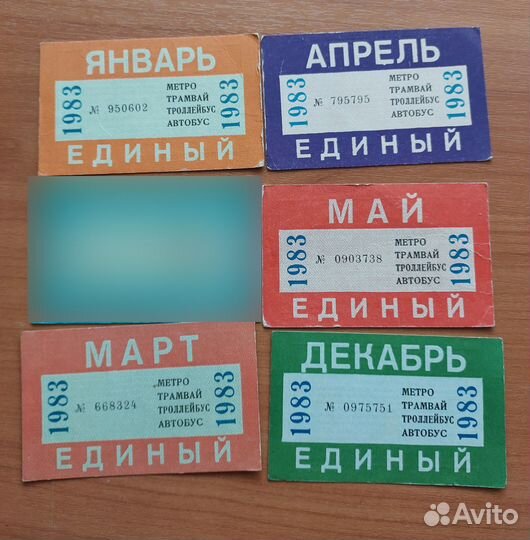 ЯНВАРЬ
1983
№ 950602
МЕТРО
ТРАМВАЙ
ТРОЛЛЕЙБУС
АВТОБУС
1983
ЕДИНЫЙ
АПРЕЛЬ
1983
№ 795795
МЕТРО
ТРАМВАЙ
ТРОЛЛЕЙБУС
АВТОБУС
1983
ЕДИНЫЙ
МАЙ
1983
№ 0903738
МЕТРО
ТРАМВАЙ
ТРОЛЛЕЙБУС
АВТОБУС
1983
ЕДИНЫЙ
МАРТ
1983
№ 668324
МЕТРО
ТРАМВАЙ
ТРОЛЛЕЙБУС
АВТОБУС
1983
ЕДИНЫЙ
ДЕКАБРЬ
1983
№ 0975751
МЕТРО
ТРАМВАЙ
ТРОЛЛЕЙБУС
АВТОБУС
1983
ЕДИНЫЙ
Avito